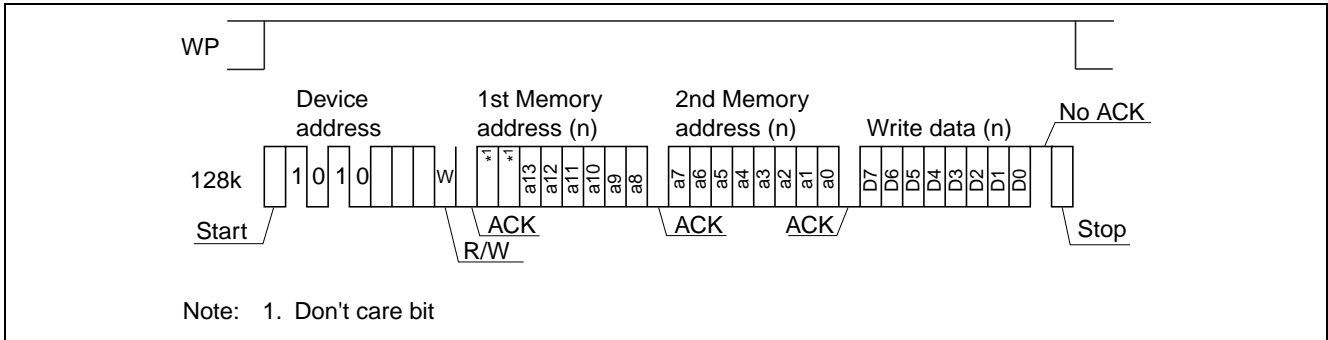 WP
Device address
1st Memory address (n)
2nd Memory address (n)
Write data (n)
No ACK
128k
1 0 1 0
W
*1 *1 a13 a12 a11 a10 a9 a8
a7 a6 a5 a4 a3 a2 a1 a0
D7 D6 D5 D4 D3 D2 D1 D0
Start
R/W
ACK
ACK
ACK
Stop
Note: 1. Don't care bit